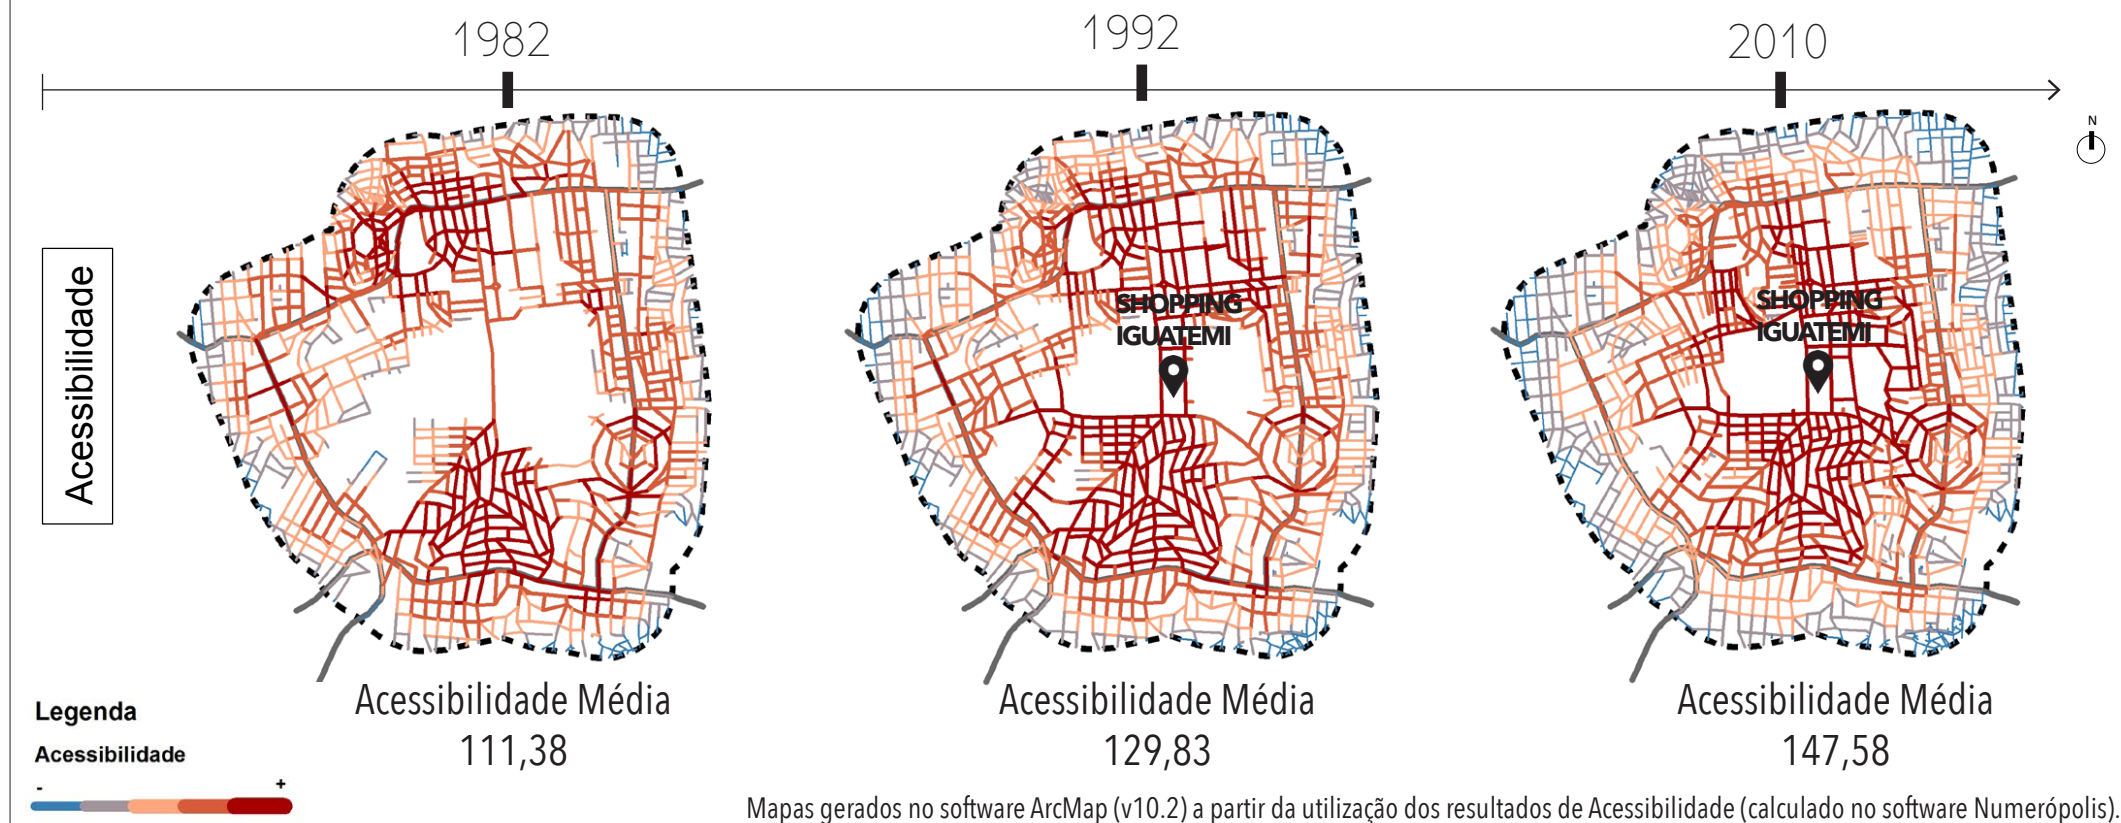 1982
1992
2010
N
Acessibilidade
SHOPPING
IGUATEMI
SHOPPING
IGUATEMI
Acessibilidade Média
111,38
Acessibilidade Média
129,83
Acessibilidade Média
147,58
Legenda
Acessibilidade
- +
Mapas gerados no software ArcMap (v10.2) a partir da utilização dos resultados de Acessibilidade (calculado no software Numerópolis).